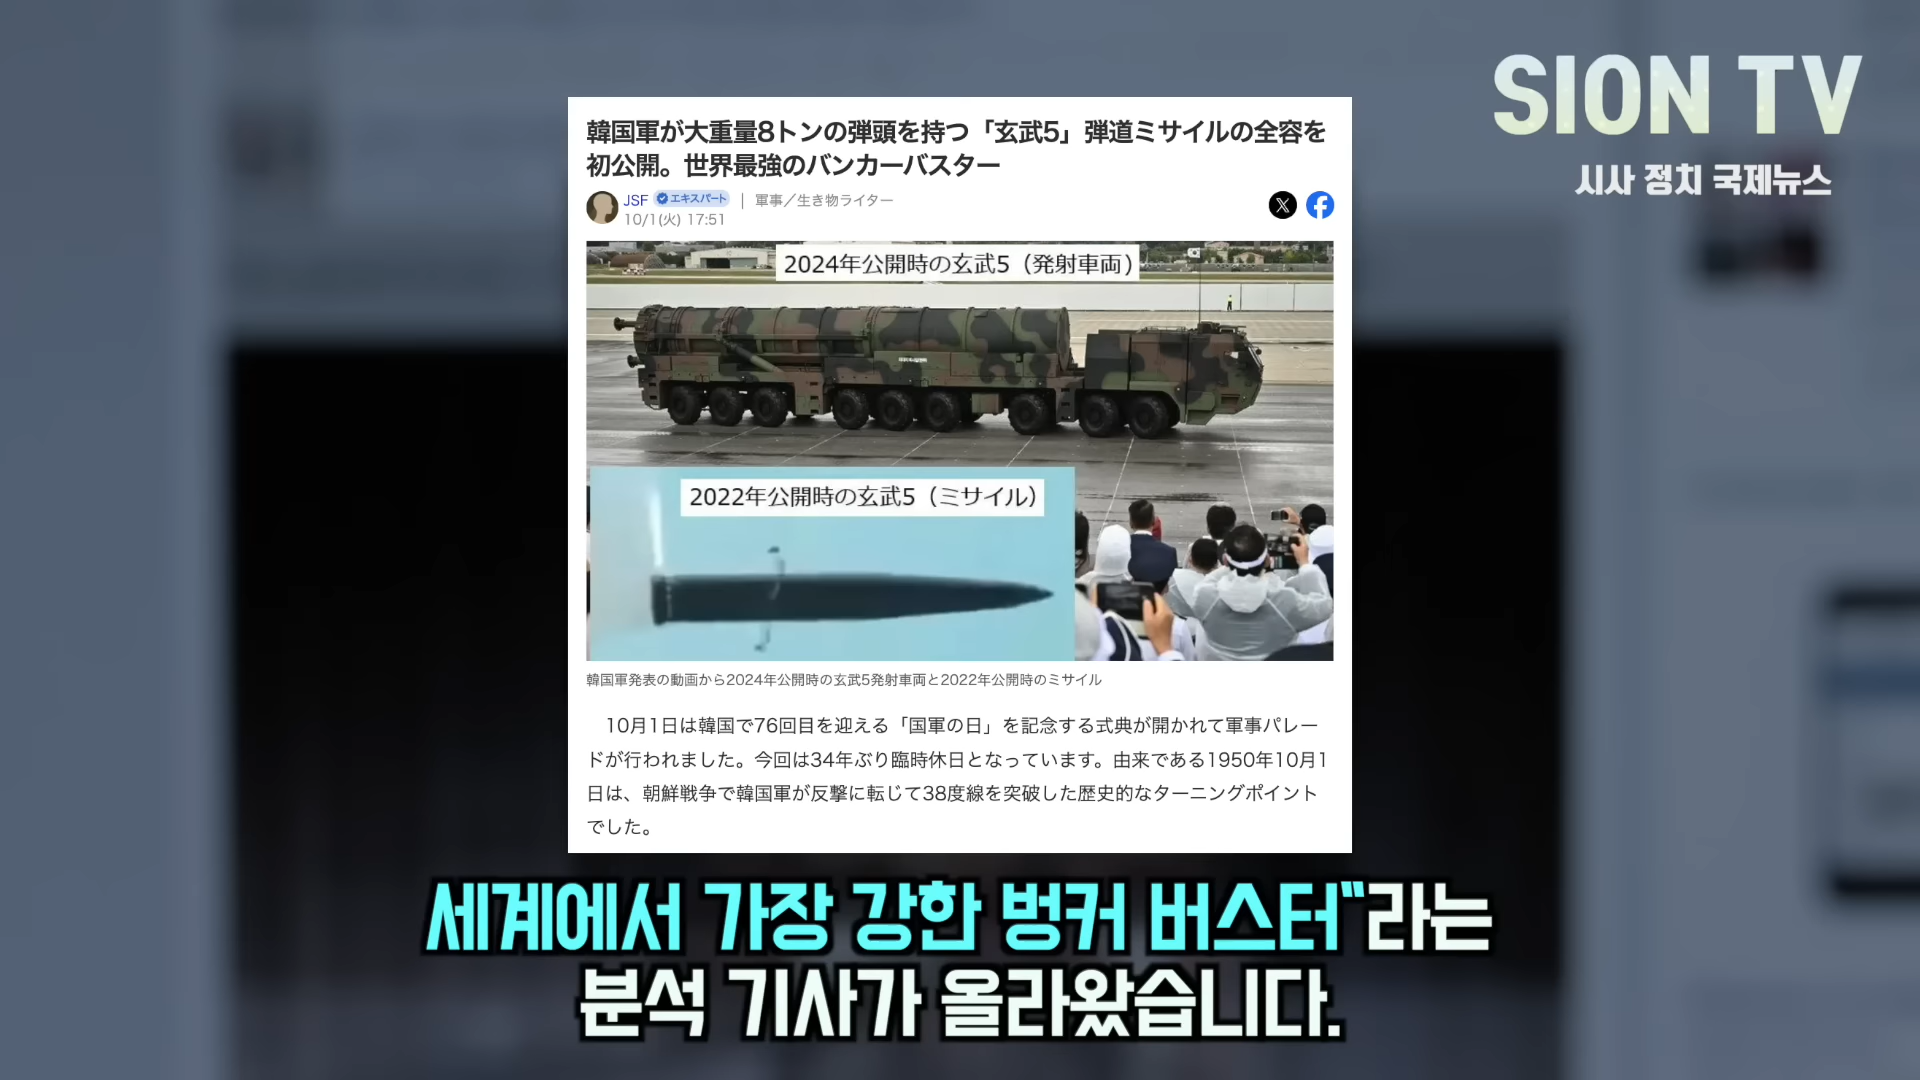 SION TV
시사 정치 국제뉴스
韓国軍が大重量8トンの弾頭を持つ「玄武5」弾道ミサイルの全容を
初公開。世界最強のバンカーバスター
JSF エキスパート | 軍事／生き物ライター
10/1(火) 17:51
2024年公開時の玄武5（発射車両）
2022年公開時の玄武5（ミサイル）
韓国軍発表の動画から2024年公開時の玄武5発射車両と2022年公開時のミサイル
10月1日は韓国で76回目を迎える「国軍の日」を記念する式典が開かれて軍事パレー
ドが行われました。今回は34年ぶり臨時休日となっています。由来である1950年10月1
日は、朝鮮戦争で韓国軍が反撃に転じて38度線を突破した歴史的なターニングポイント
でした。
세계에서 가장 강한 벙커 버스터"라는
분석 기사가 올라왔습니다.